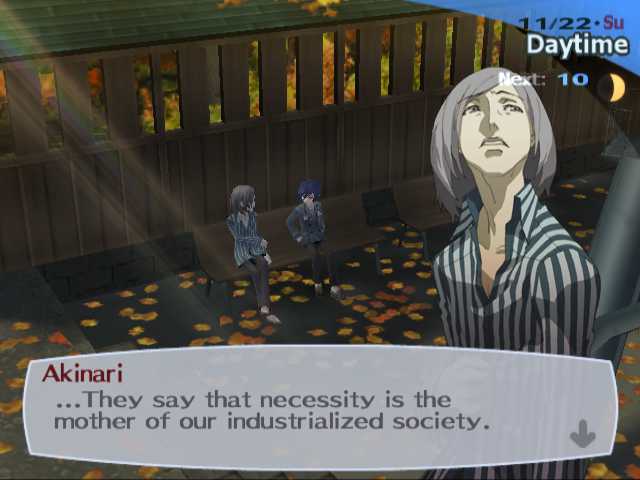 11/22·Su
Daytime
Next: 10
Akinari
...They say that necessity is the
mother of our industrialized society.